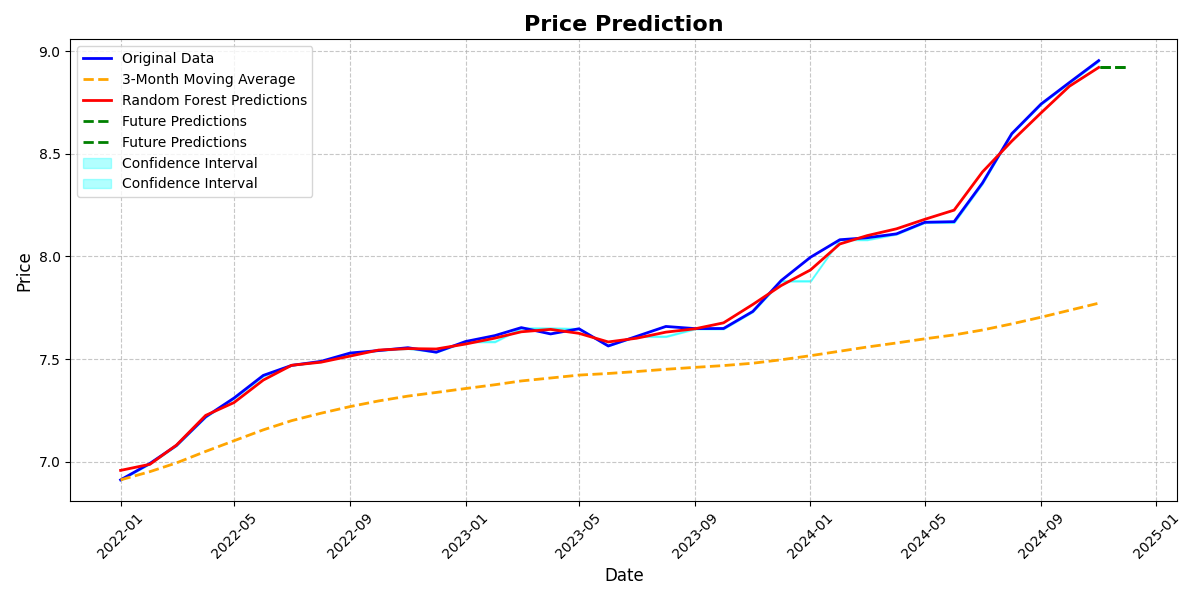 Price Prediction
9.0
8.5
8.0
7.5
7.0
Price
Original Data
3-Month Moving Average
Random Forest Predictions
Future Predictions
Future Predictions
Confidence Interval
Confidence Interval
2022-01
2022-05
2022-09
2023-01
2023-05
2023-09
2024-01
2024-05
2024-09
2025-01
Date